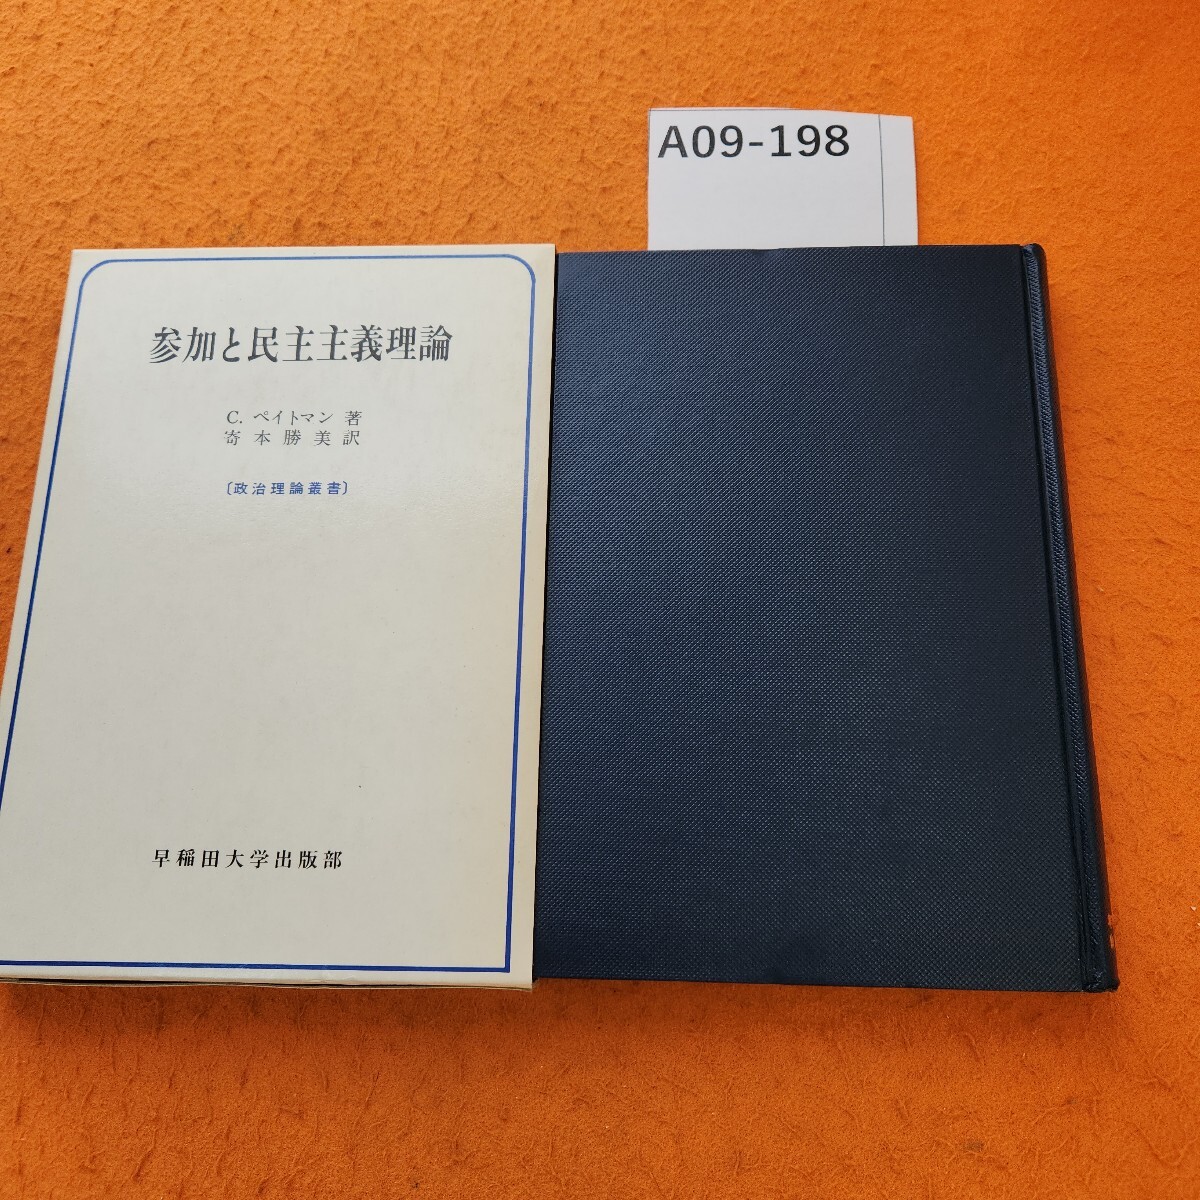 A09-198
参加と民主主義理論
C. ペイトマン 著
寄本勝美訳
〔政治理論叢書〕
早稲田大学出版部